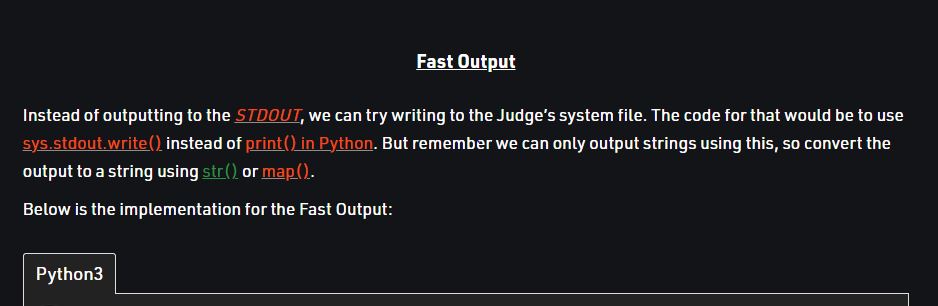 Fast Output
Instead of outputting to the STDOUT, we can try writing to the Judge's system file. The code for that would be to use
sys.stdout.write() instead of print() in Python. But remember we can only output strings using this, so convert the
output to a string using str() or map().
Below is the implementation for the Fast Output:
Python3